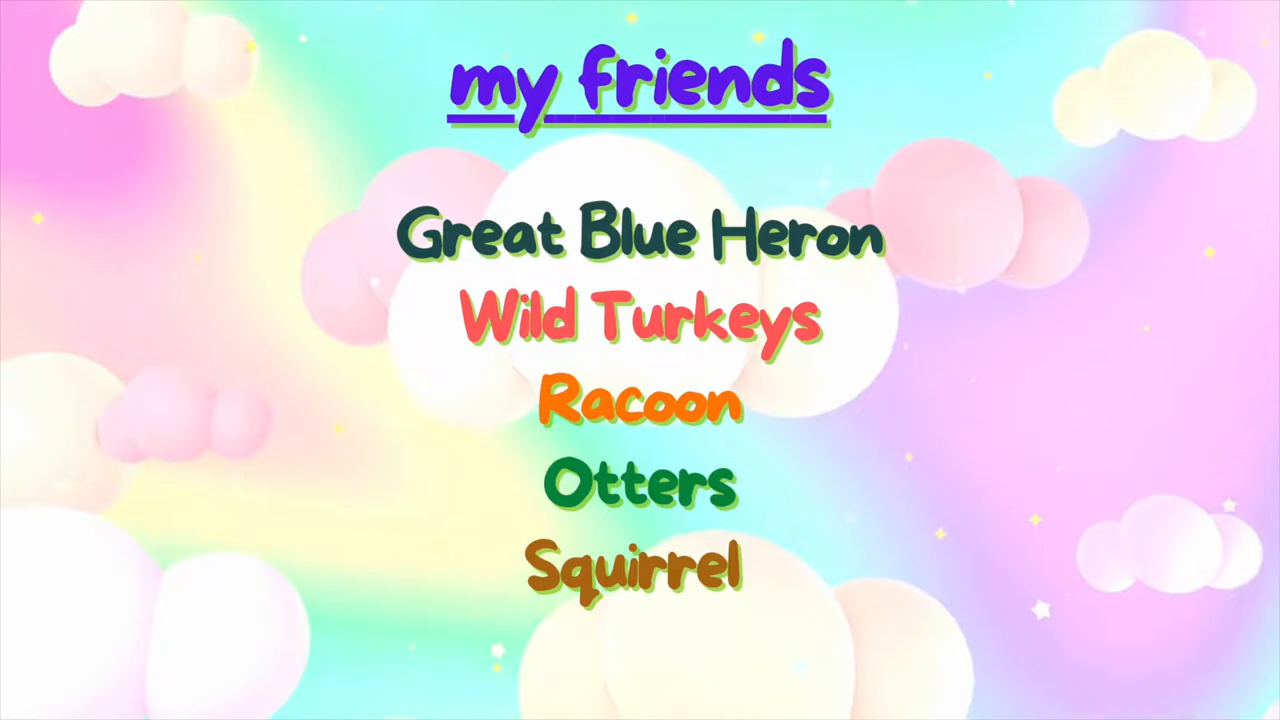 my friends
Great Blue Heron
Wild Turkeys
Racoon
Otters
Squirrel